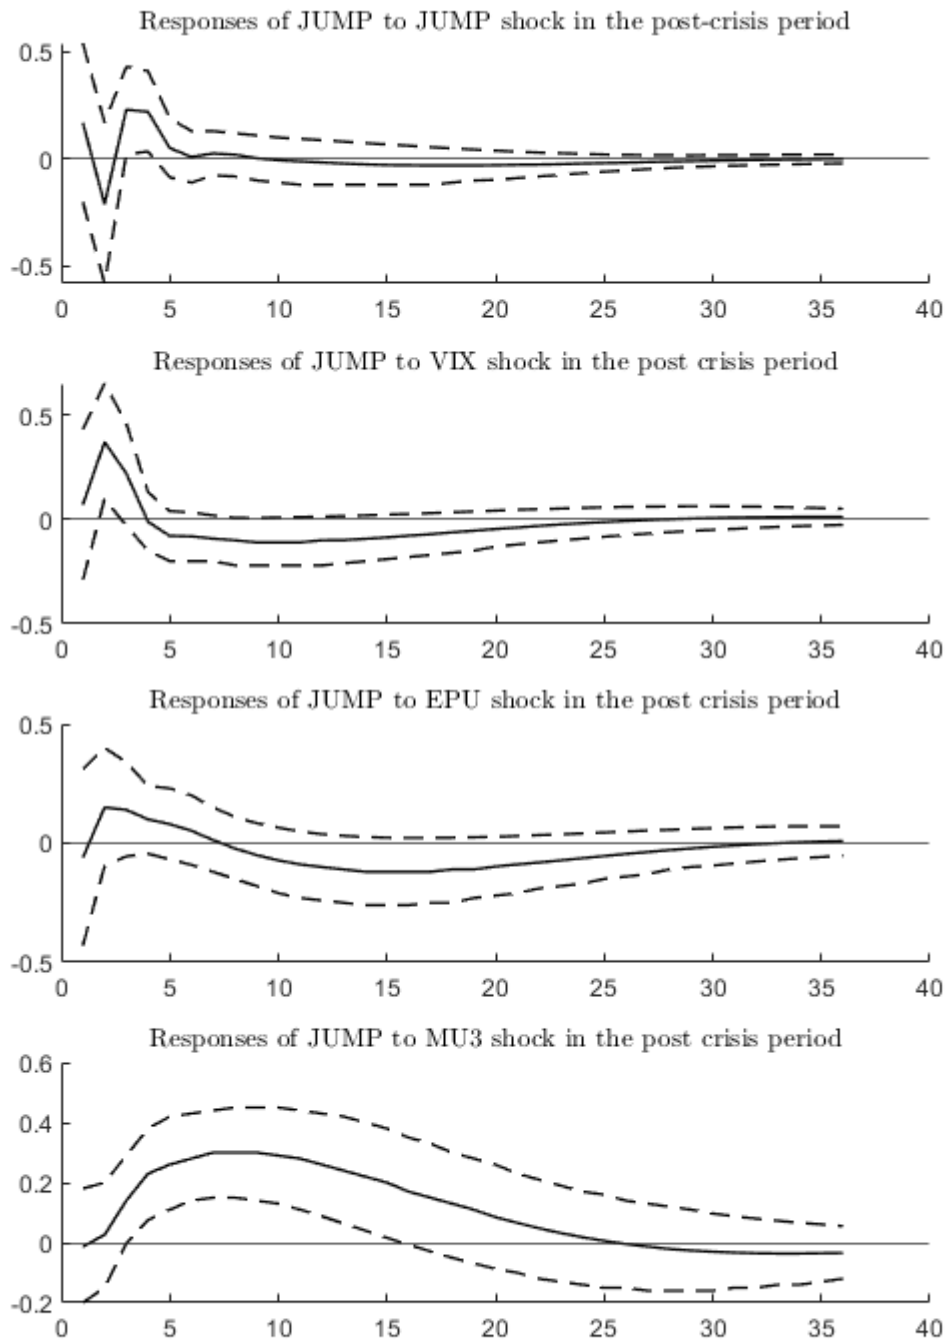 Responses of JUMP to JUMP shock in the post-crisis period
0.5
0
-0.5
0 5 10 15 20 25 30 35 40
Responses of JUMP to VIX shock in the post crisis period
0.5
0
-0.5
0 5 10 15 20 25 30 35 40
Responses of JUMP to EPU shock in the post crisis period
0.5
0
-0.5
0 5 10 15 20 25 30 35 40
Responses of JUMP to MU3 shock in the post crisis period
0.6
0.4
0.2
0
-0.2
0 5 10 15 20 25 30 35 40